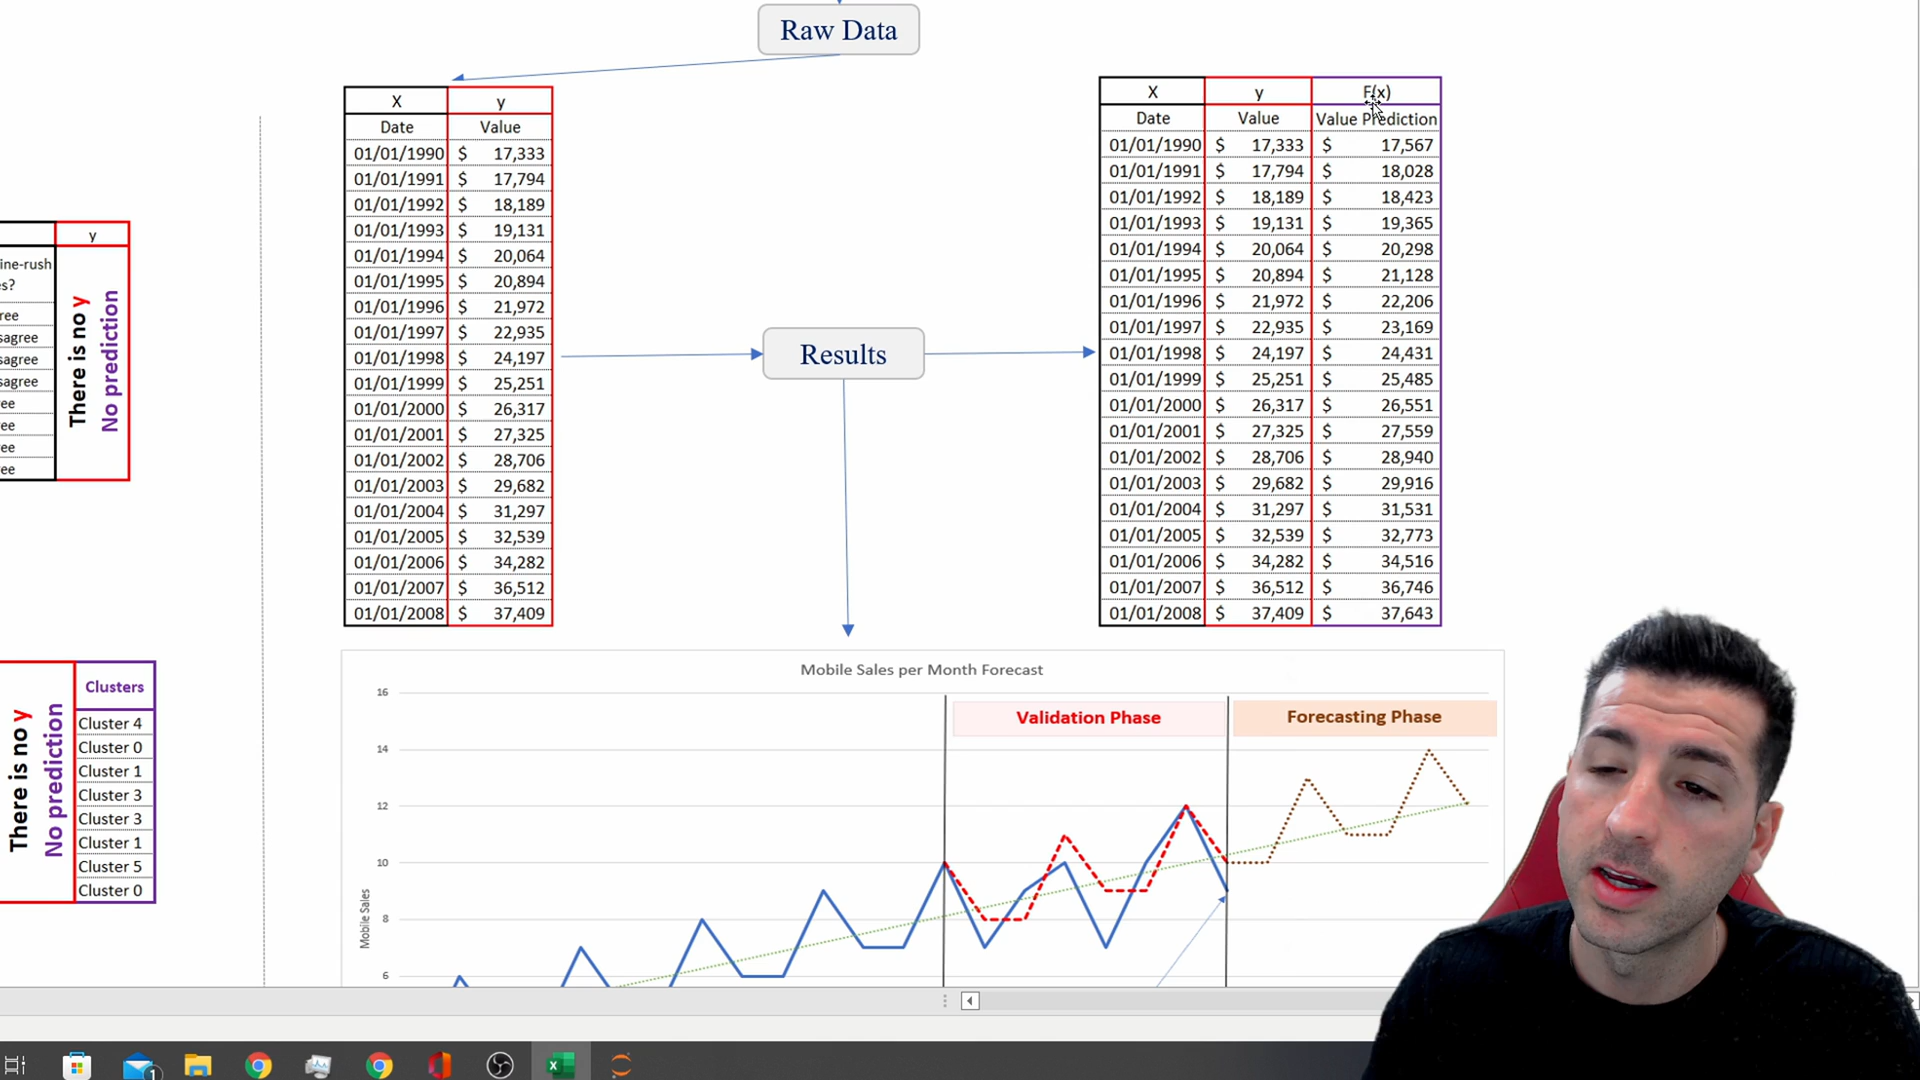 Raw Data
X y
Date Value
01/01/1990 $ 17,333
01/01/1991 $ 17,794
01/01/1992 $ 18,189
01/01/1993 $ 19,131
01/01/1994 $ 20,064
01/01/1995 $ 20,894
01/01/1996 $ 21,972
01/01/1997 $ 22,935
01/01/1998 $ 24,197
01/01/1999 $ 25,251
01/01/2000 $ 26,317
01/01/2001 $ 27,325
01/01/2002 $ 28,706
01/01/2003 $ 29,682
01/01/2004 $ 31,297
01/01/2005 $ 32,539
01/01/2006 $ 34,282
01/01/2007 $ 36,512
01/01/2008 $ 37,409
Results
X y F(x)
Date Value Value Prediction
01/01/1990 $ 17,333 $ 17,567
01/01/1991 $ 17,794 $ 18,028
01/01/1992 $ 18,189 $ 18,423
01/01/1993 $ 19,131 $ 19,365
01/01/1994 $ 20,064 $ 20,298
01/01/1995 $ 20,894 $ 21,128
01/01/1996 $ 21,972 $ 22,206
01/01/1997 $ 22,935 $ 23,169
01/01/1998 $ 24,197 $ 24,431
01/01/1999 $ 25,251 $ 25,485
01/01/2000 $ 26,317 $ 26,551
01/01/2001 $ 27,325 $ 27,559
01/01/2002 $ 28,706 $ 28,940
01/01/2003 $ 29,682 $ 29,916
01/01/2004 $ 31,297 $ 31,531
01/01/2005 $ 32,539 $ 32,773
01/01/2006 $ 34,282 $ 34,516
01/01/2007 $ 36,512 $ 36,746
01/01/2008 $ 37,409 $ 37,643
y
ine-rush
es?
ree
sagree
sagree
sagree
ee
ree
ree
ee
There is no y
No prediction
There is no y
No prediction
Clusters
Cluster 4
Cluster 0
Cluster 1
Cluster 3
Cluster 3
Cluster 1
Cluster 5
Cluster 0
Mobile Sales per Month Forecast
Validation Phase
Forecasting Phase
16
14
12
10
8
6
Mobile Sales
1